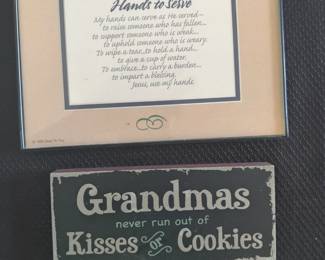 Hands to Serve
My hands can serve as He served—
to raise someone who has fallen...
to support someone who is weak...
to uphold someone who is weary.
To wipe a tear...to hold a hand...
to give a cup of water.
To embrace...to carry a burden...
to impart a blessing.
Jesus, use my hands.
Grandmas
never run out of
Kisses or Cookies